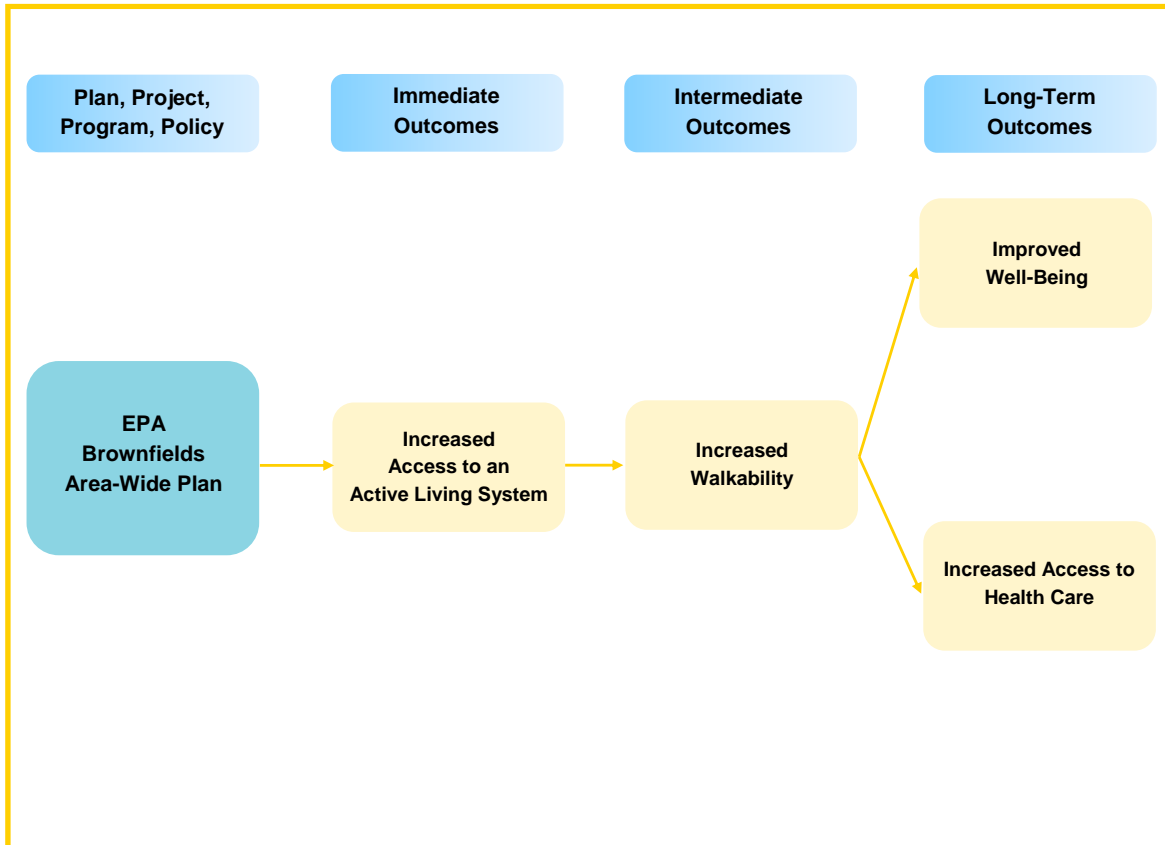 Plan, Project,
Program, Policy
Immediate
Outcomes
Intermediate
Outcomes
Long-Term
Outcomes
EPA
Brownfields
Area-Wide Plan
Increased
Access to an
Active Living System
Increased
Walkability
Improved
Well-Being
Increased Access to
Health Care